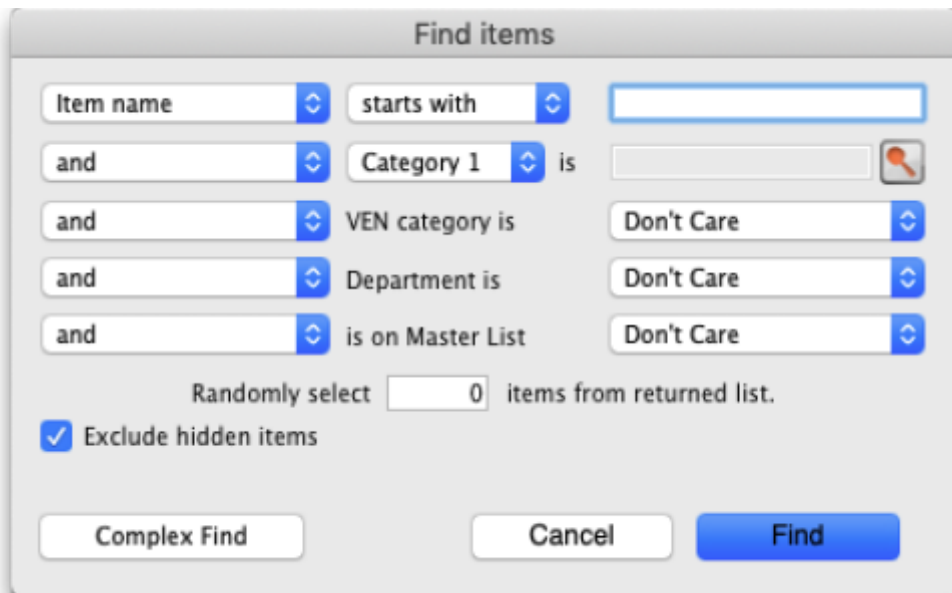 Find items
Item name starts with
and Category 1 is
and VEN category is Don't Care
and Department is Don't Care
and is on Master List Don't Care
Randomly select 0 items from returned list.
Exclude hidden items
Complex Find Cancel Find